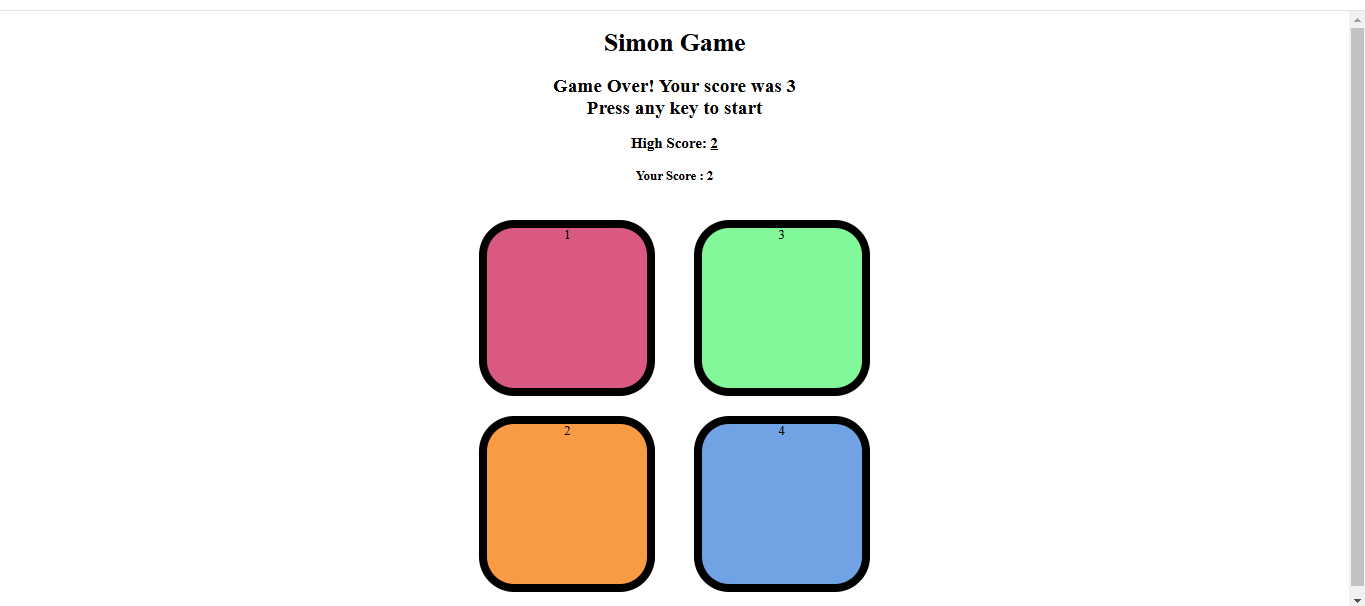 Simon Game
Game Over! Your score was 3
Press any key to start
High Score: 2
Your Score : 2
1
3
2
4